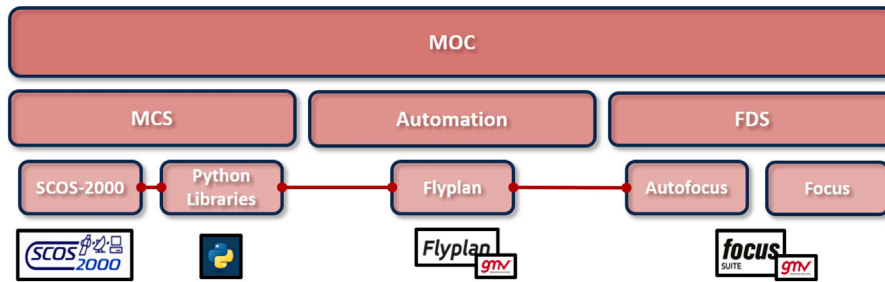 MOC
MCS
Automation
FDS
SCOS-2000
Python
Libraries
Flyplan
Autofocus
Focus
SCOS
2000
Flyplan
gmv
focus
SUITE
gmv